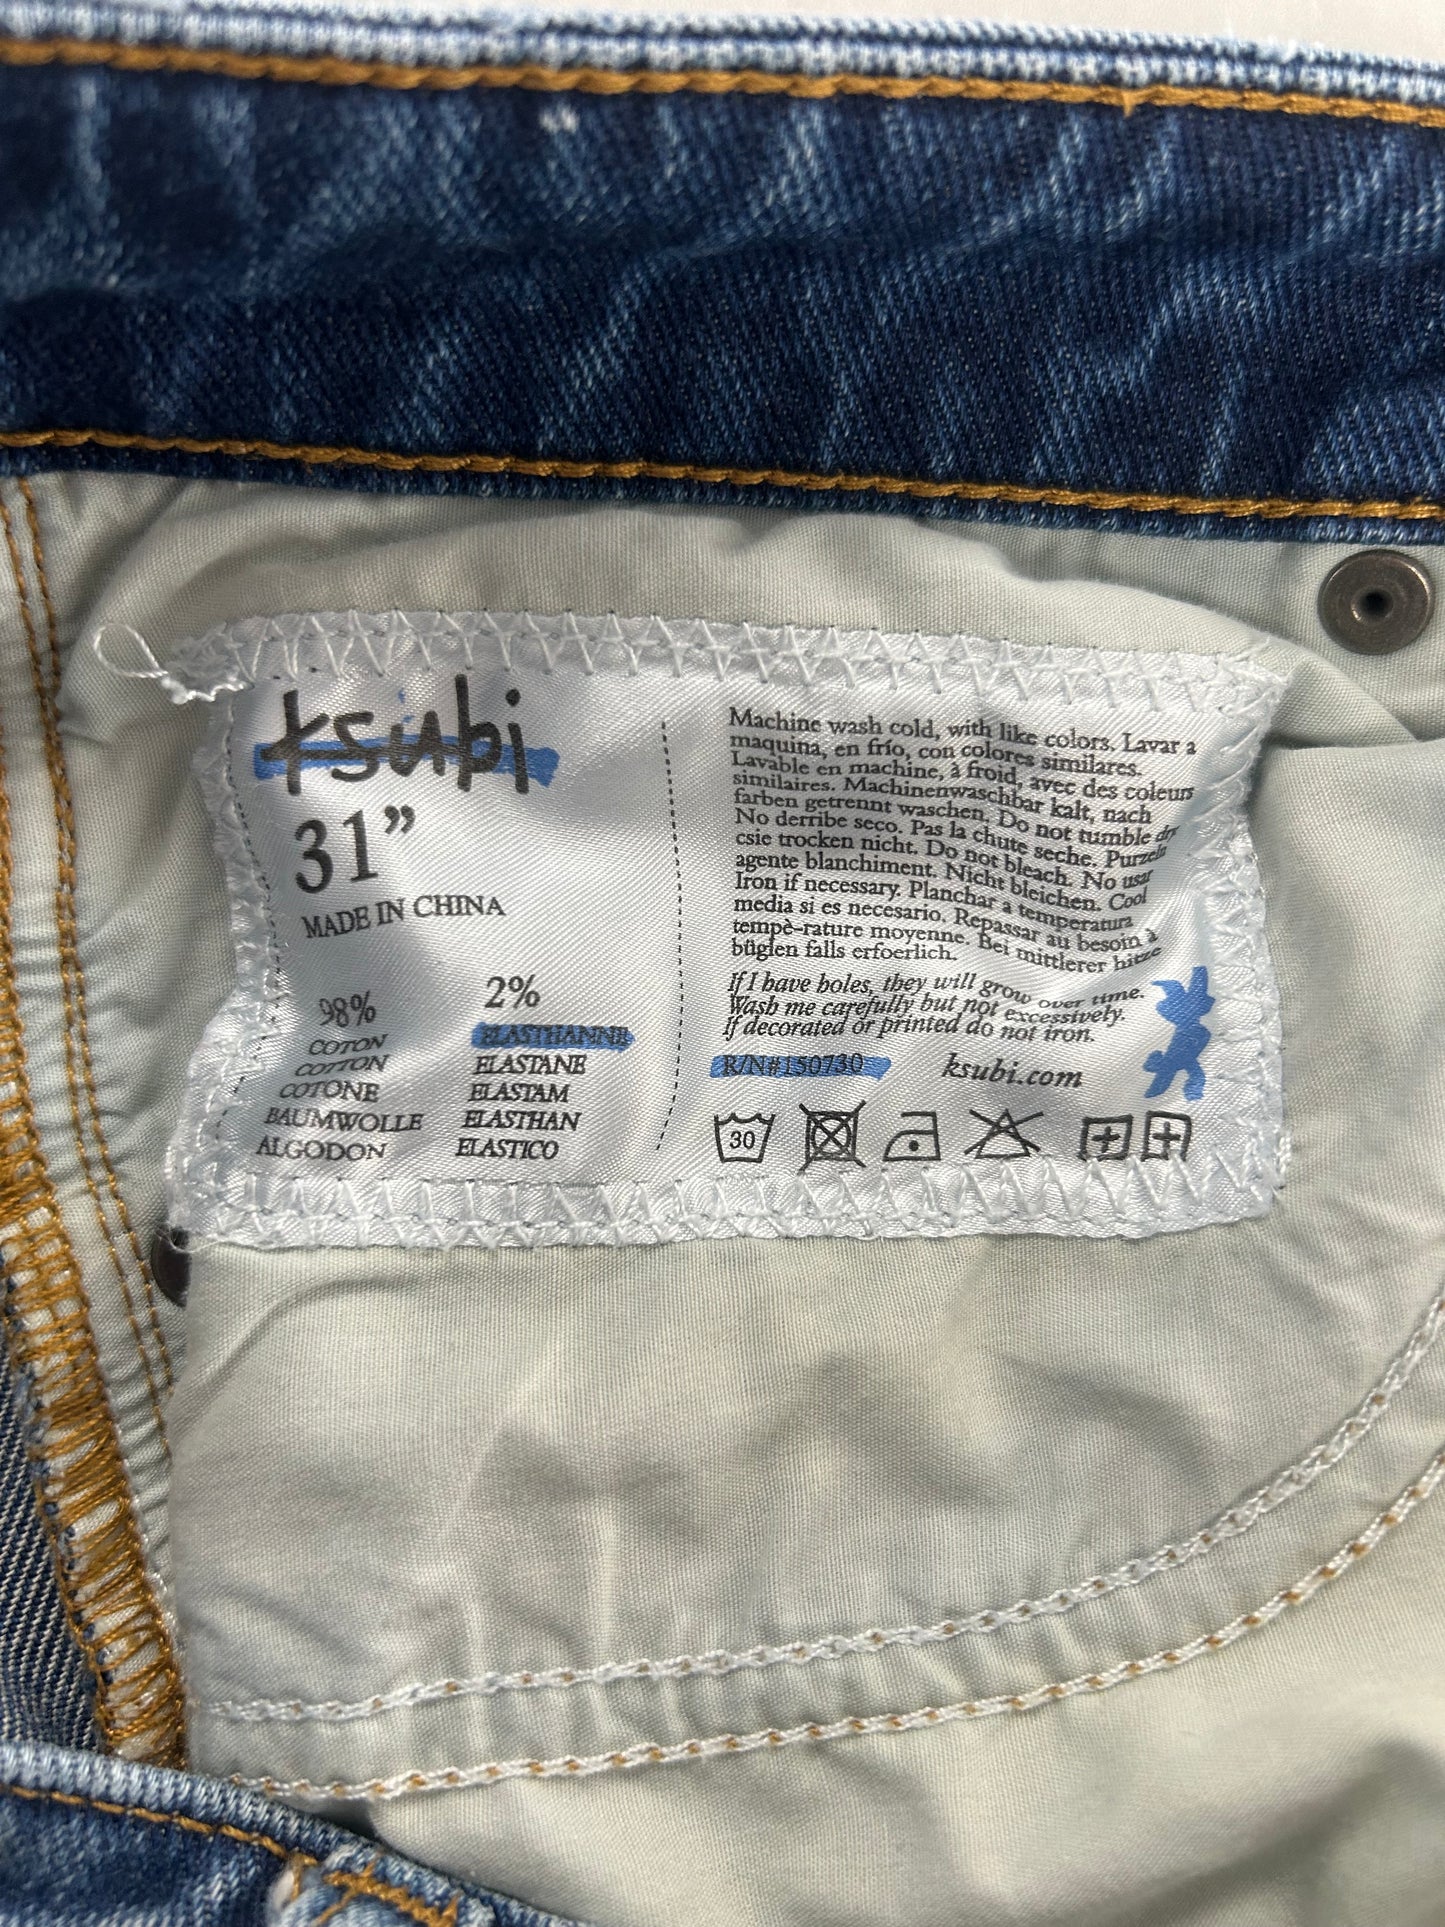 ksubi
31”
MADE IN CHINA
98%
COTON
COTTON
COTONE
BAUMWOLLE
ALGODON
2%
ELASTHANNE
ELASTANE
ELASTAM
ELASTHAN
ELASTICO
Machine wash cold, with like colors. Lavar a
maquina, en frío, con colores similares.
Lavable en machine, à froid, avec des coleurs
similaires. Machinenwaschbar kalt, nach
farben getrennt waschen. Do not tumble dry
No derribe seco. Pas la chute seche. Purzeln
csie trocken nicht. Do not bleach. No usar
agente blanchiment. Nicht bleichen. Cool
Iron if necessary. Planchar a temperatura
media si es necesario. Repassar au besoin à
tempè-rature moyenne. Bei mittlerer hitze
büglen falls erfoerlich.
If I have holes, they will grow over time.
Wash me carefully but not excessively.
If decorated or printed do not iron.
R/N#150730
ksubi.com
30